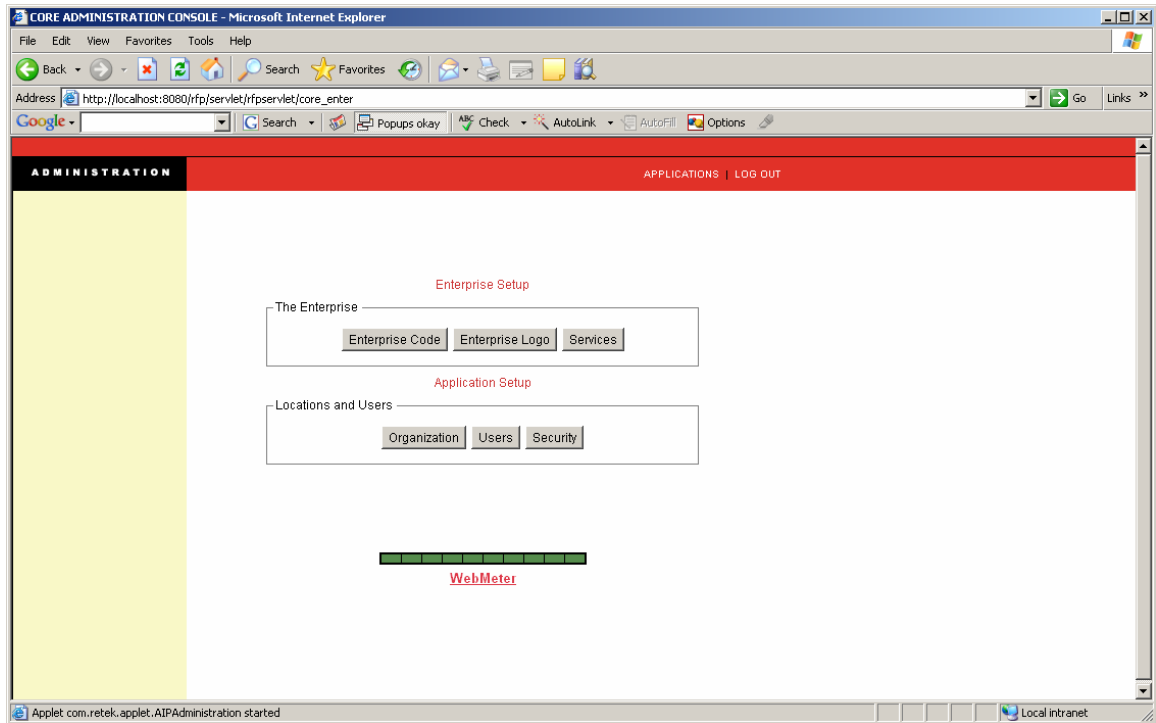 CORE ADMINISTRATION CONSOLE - Microsoft Internet Explorer
File Edit View Favorites Tools Help
Back Search Favorites
Address http://localhost:8080/rfp/servlet/rfpservlet/core_enter Go Links »
Google Search Popups okay ABC Check AutoLink AutoFill Options
ADMINISTRATION APPLICATIONS | LOG OUT
Enterprise Setup
The Enterprise
Enterprise Code Enterprise Logo Services
Application Setup
Locations and Users
Organization Users Security
WebMeter
Applet com.retek.applet.AIPAdministration started Local intranet